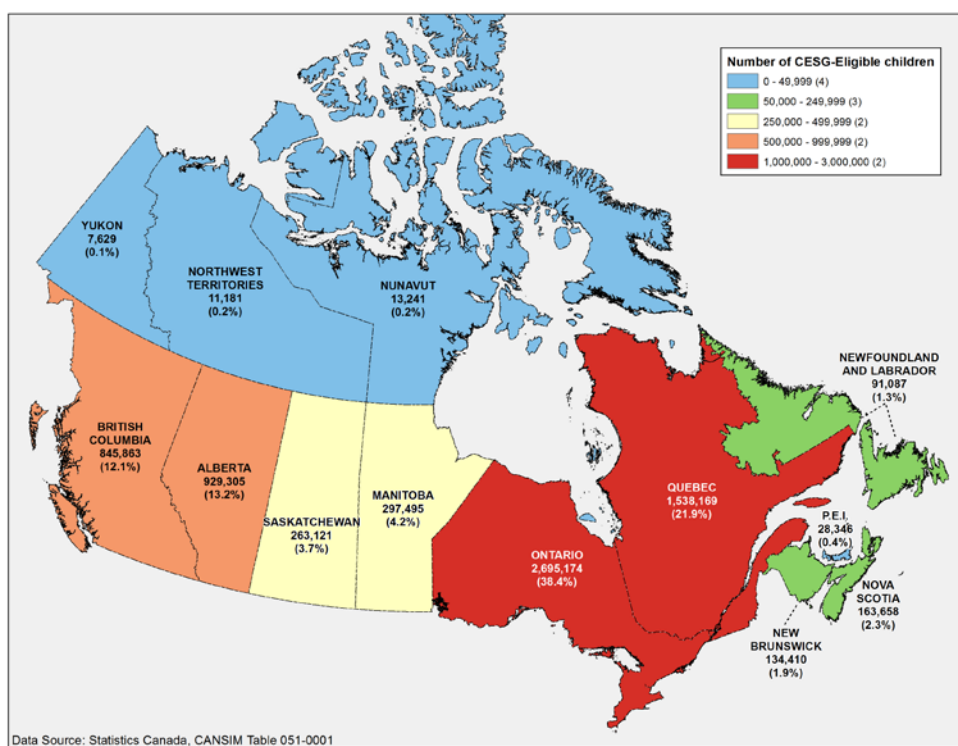 Number of CESG-Eligible children
0 - 49,999 (4)
50,000 - 249,999 (3)
250,000 - 499,999 (2)
500,000 - 999,999 (2)
1,000,000 - 3,000,000 (2)
YUKON
7,629
(0.1%)
NORTHWEST
TERRITORIES
11,181
(0.2%)
NUNAVUT
13,241
(0.2%)
NEWFOUNDLAND
AND LABRADOR
91,087
(1.3%)
BRITISH
COLUMBIA
845,863
(12.1%)
ALBERTA
929,305
(13.2%)
SASKATCHEWAN
263,121
(3.7%)
MANITOBA
297,495
(4.2%)
ONTARIO
2,695,174
(38.4%)
QUEBEC
1,538,169
(21.9%)
P.E.I.
28,346
(0.4%)
NOVA
SCOTIA
163,658
(2.3%)
NEW
BRUNSWICK
134,410
(1.9%)
Data Source: Statistics Canada, CANSIM Table 051-0001